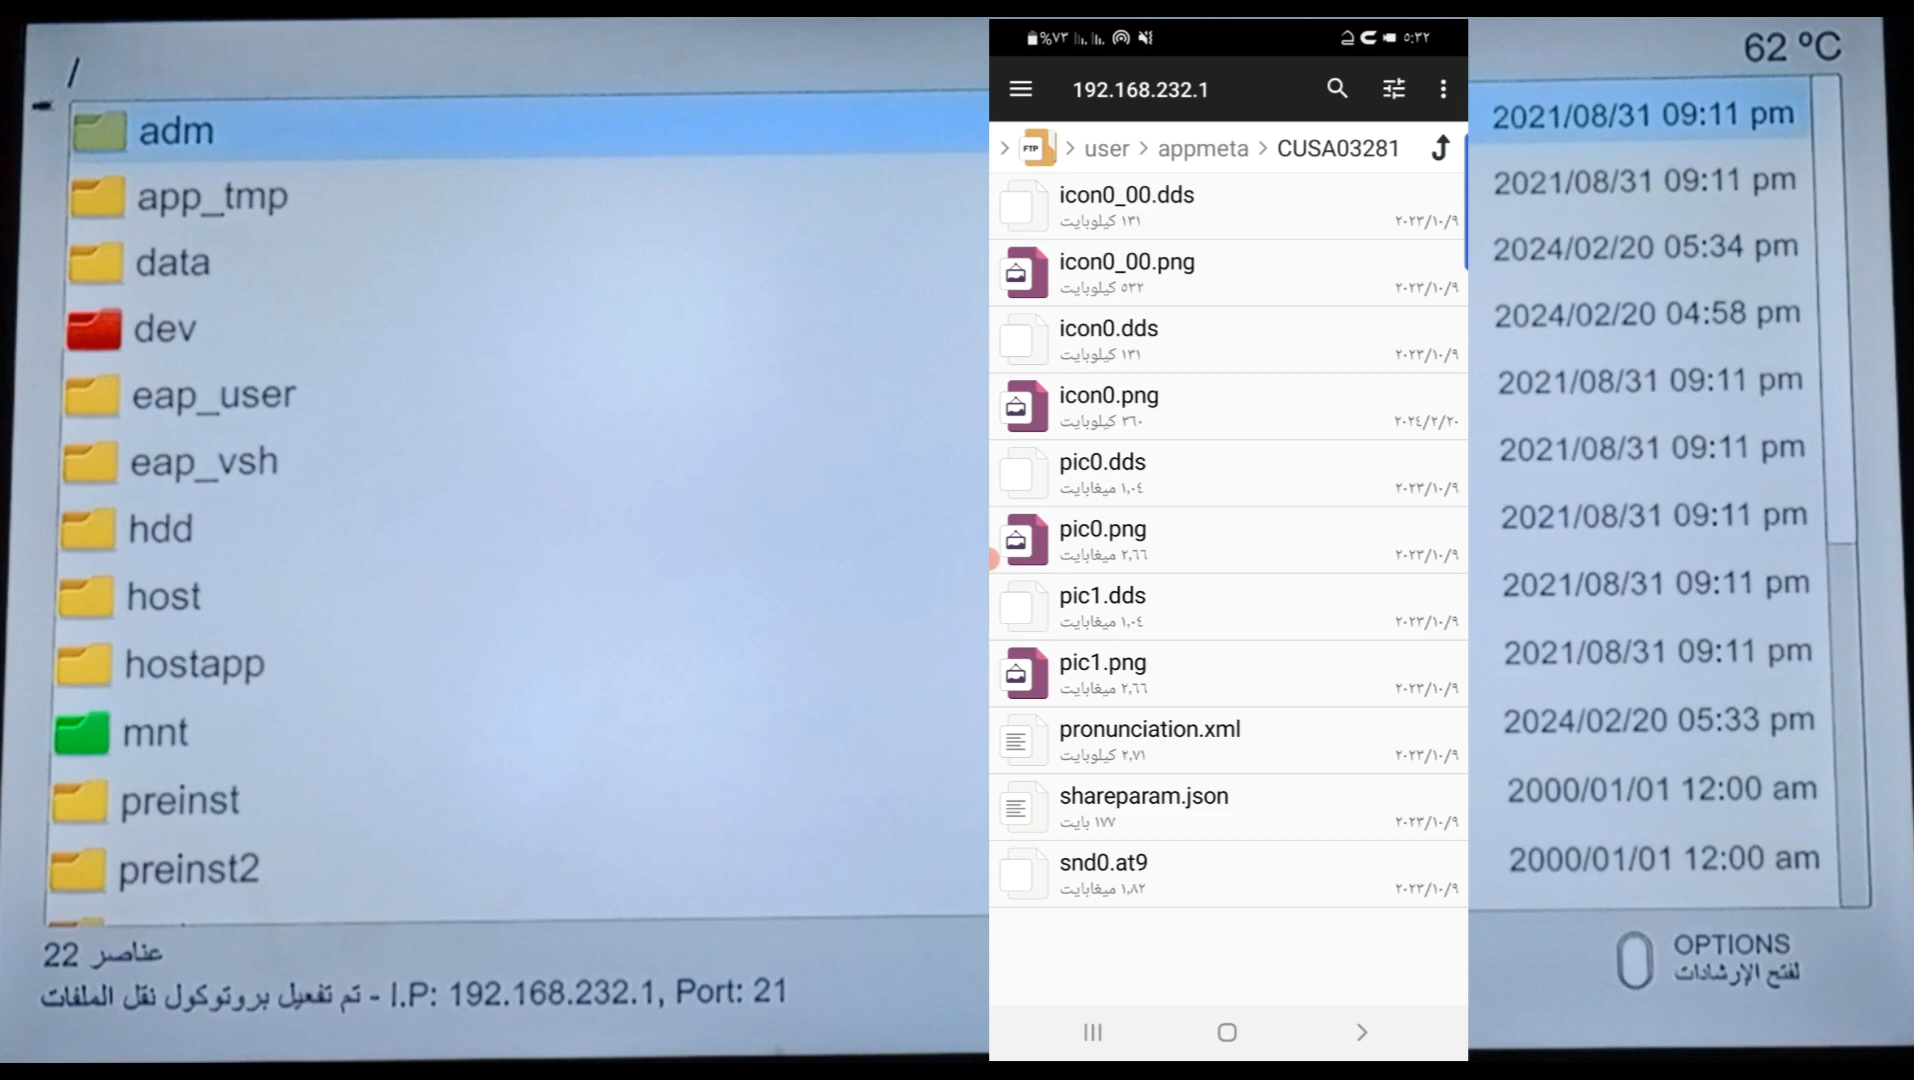 /
62 ºC
adm 2021/08/31 09:11 pm
app_tmp 2021/08/31 09:11 pm
data 2024/02/20 05:34 pm
dev 2024/02/20 04:58 pm
eap_user 2021/08/31 09:11 pm
eap_vsh 2021/08/31 09:11 pm
hdd 2021/08/31 09:11 pm
host 2021/08/31 09:11 pm
hostapp 2021/08/31 09:11 pm
mnt 2024/02/20 05:33 pm
preinst 2000/01/01 12:00 am
preinst2 2000/01/01 12:00 am
22 عناصر
تم تفعيل بروتوكول نقل الملفات - I.P: 192.168.232.1, Port: 21
OPTIONS
لفتح الإرشادات
%٧٣
٥:٣٢
192.168.232.1
> FTP > user > appmeta > CUSA03281
icon0_00.dds
١٣١ كيلوبايت ٢٠٢٣/١٠/٩
icon0_00.png
٥٣٢ كيلوبايت ٢٠٢٣/١٠/٩
icon0.dds
١٣١ كيلوبايت ٢٠٢٣/١٠/٩
icon0.png
٣٦٠ كيلوبايت ٢٠٢٤/٢/٢٠
pic0.dds
١,٠٤ ميغابايت ٢٠٢٣/١٠/٩
pic0.png
٢,٦٦ ميغابايت ٢٠٢٣/١٠/٩
pic1.dds
١,٠٤ ميغابايت ٢٠٢٣/١٠/٩
pic1.png
٢,٦٦ ميغابايت ٢٠٢٣/١٠/٩
pronunciation.xml
٢,٧١ كيلوبايت ٢٠٢٣/١٠/٩
shareparam.json
١٧٧ بايت ٢٠٢٣/١٠/٩
snd0.at9
١,٨٢ ميغابايت ٢٠٢٣/١٠/٩